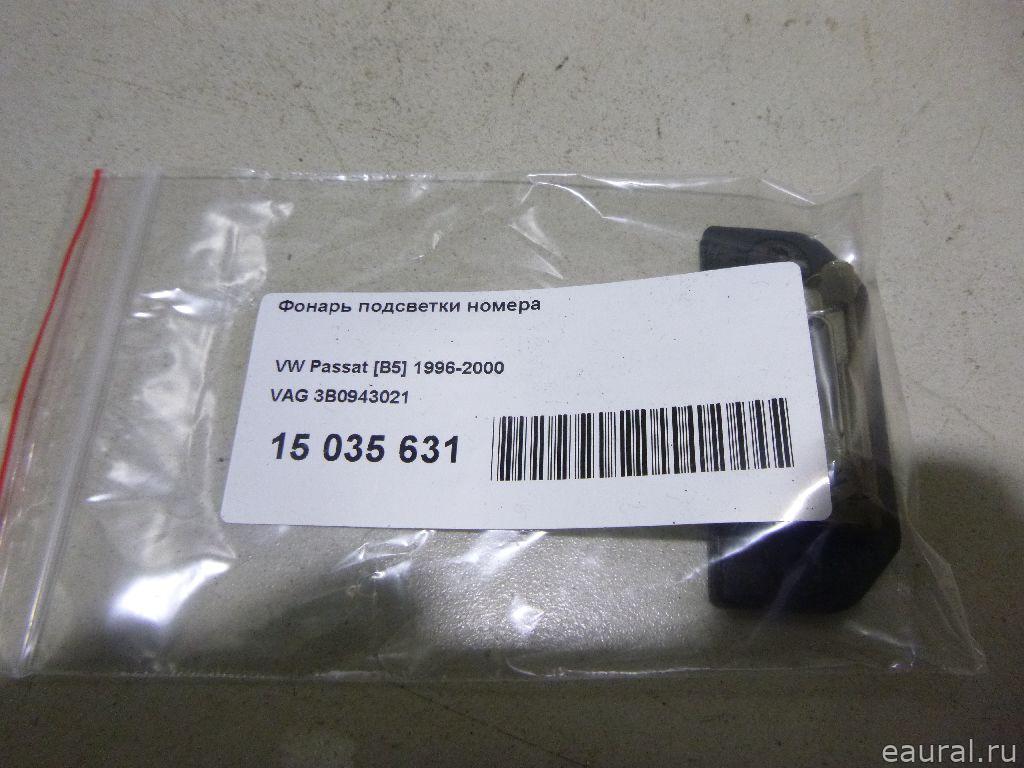 Фонарь подсветки номера
VW Passat [B5] 1996-2000
VAG 3B0943021
15 035 631
eaural.ru